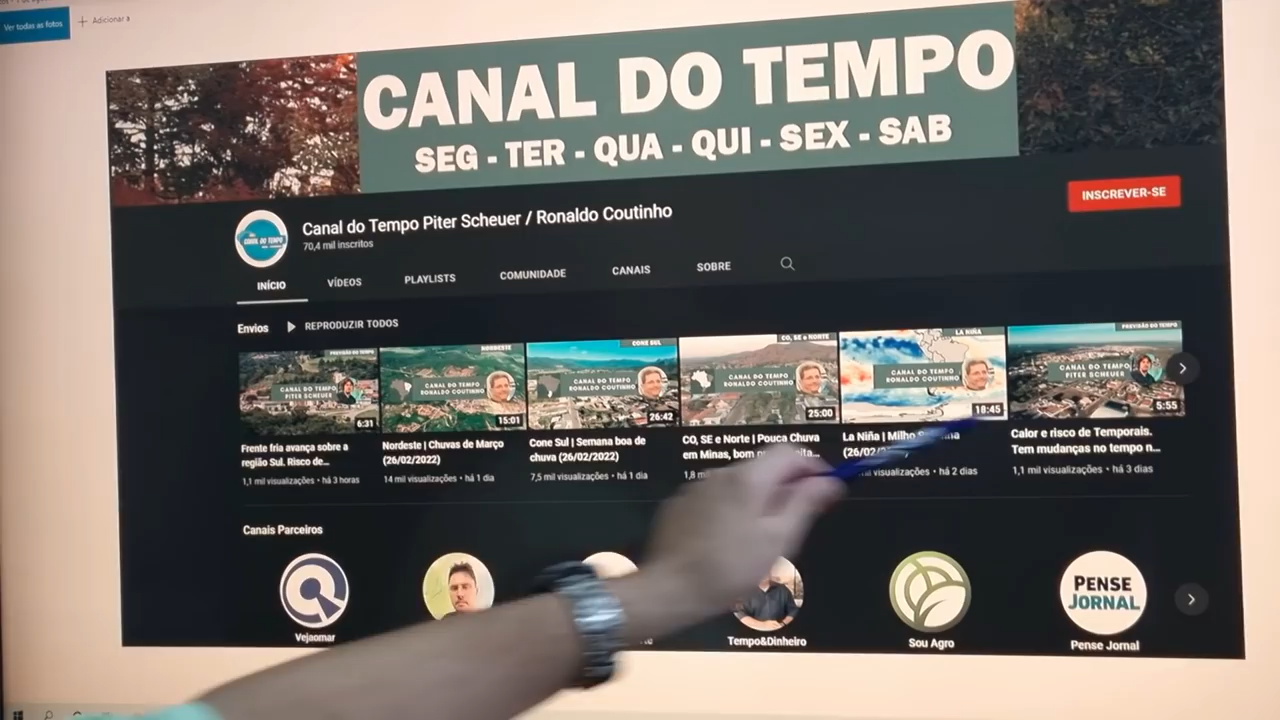 Ver todas as fotos
Adicionar a
CANAL DO TEMPO
SEG - TER - QUA - QUI - SEX - SAB
Canal do Tempo Piter Scheuer / Ronaldo Coutinho
70,4 mil inscritos
INSCREVER-SE
INÍCIO
VÍDEOS
PLAYLISTS
COMUNIDADE
CANAIS
SOBRE
Envios
REPRODUZIR TODOS
PREVISÃO DO TEMPO
CANAL DO TEMPO
PITER SCHEUER
6:31
Frente fria avança sobre a
região Sul. Risco de...
1,1 mil visualizações • há 3 horas
NORDESTE
CANAL DO TEMPO
RONALDO COUTINHO
15:01
Nordeste | Chuvas de Março
(26/02/2022)
14 mil visualizações • há 1 dia
CONE SUL
CANAL DO TEMPO
RONALDO COUTINHO
26:42
Cone Sul | Semana boa de
chuva (26/02/2022)
7,5 mil visualizações • há 1 dia
CO, SE e NORTE
CANAL DO TEMPO
RONALDO COUTINHO
25:00
CO, SE e Norte | Pouca Chuva
em Minas, bom
1,8
LA NIÑA
CANAL DO TEMPO
RONALDO COUTINHO
18:45
La Niña | Milho
(26/02/2022)
visualizações • há 2 dias
PREVISÃO DO TEMPO
CANAL DO TEMPO
PITER SCHEUER
5:55
Calor e risco de Temporais.
Tem mudanças no tempo n...
1,1 mil visualizações • há 3 dias
Canais Parceiros
Vejaomar
Tempo&Dinheiro
Sou Agro
PENSE
JORNAL
Pense Jornal